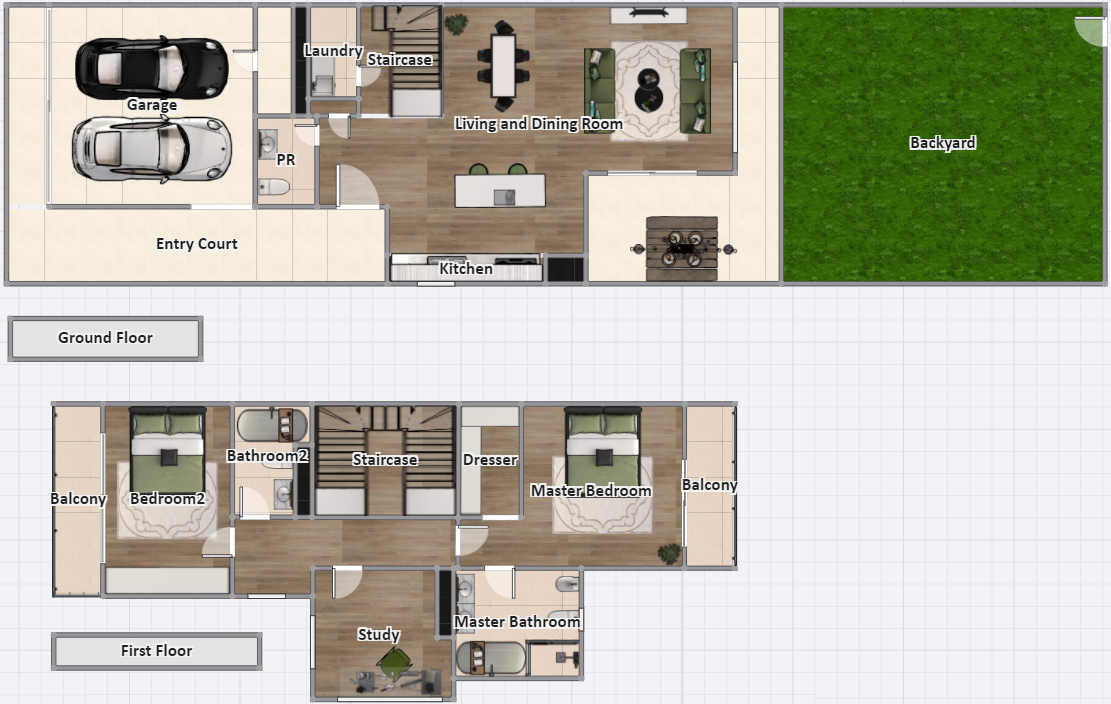 Laundry
Staircase
Garage
Living and Dining Room
Backyard
PR
Entry Court
Kitchen
Ground Floor
Bathroom2
Staircase
Dresser
Balcony
Bedroom2
Master Bedroom
Balcony
Master Bathroom
Study
First Floor